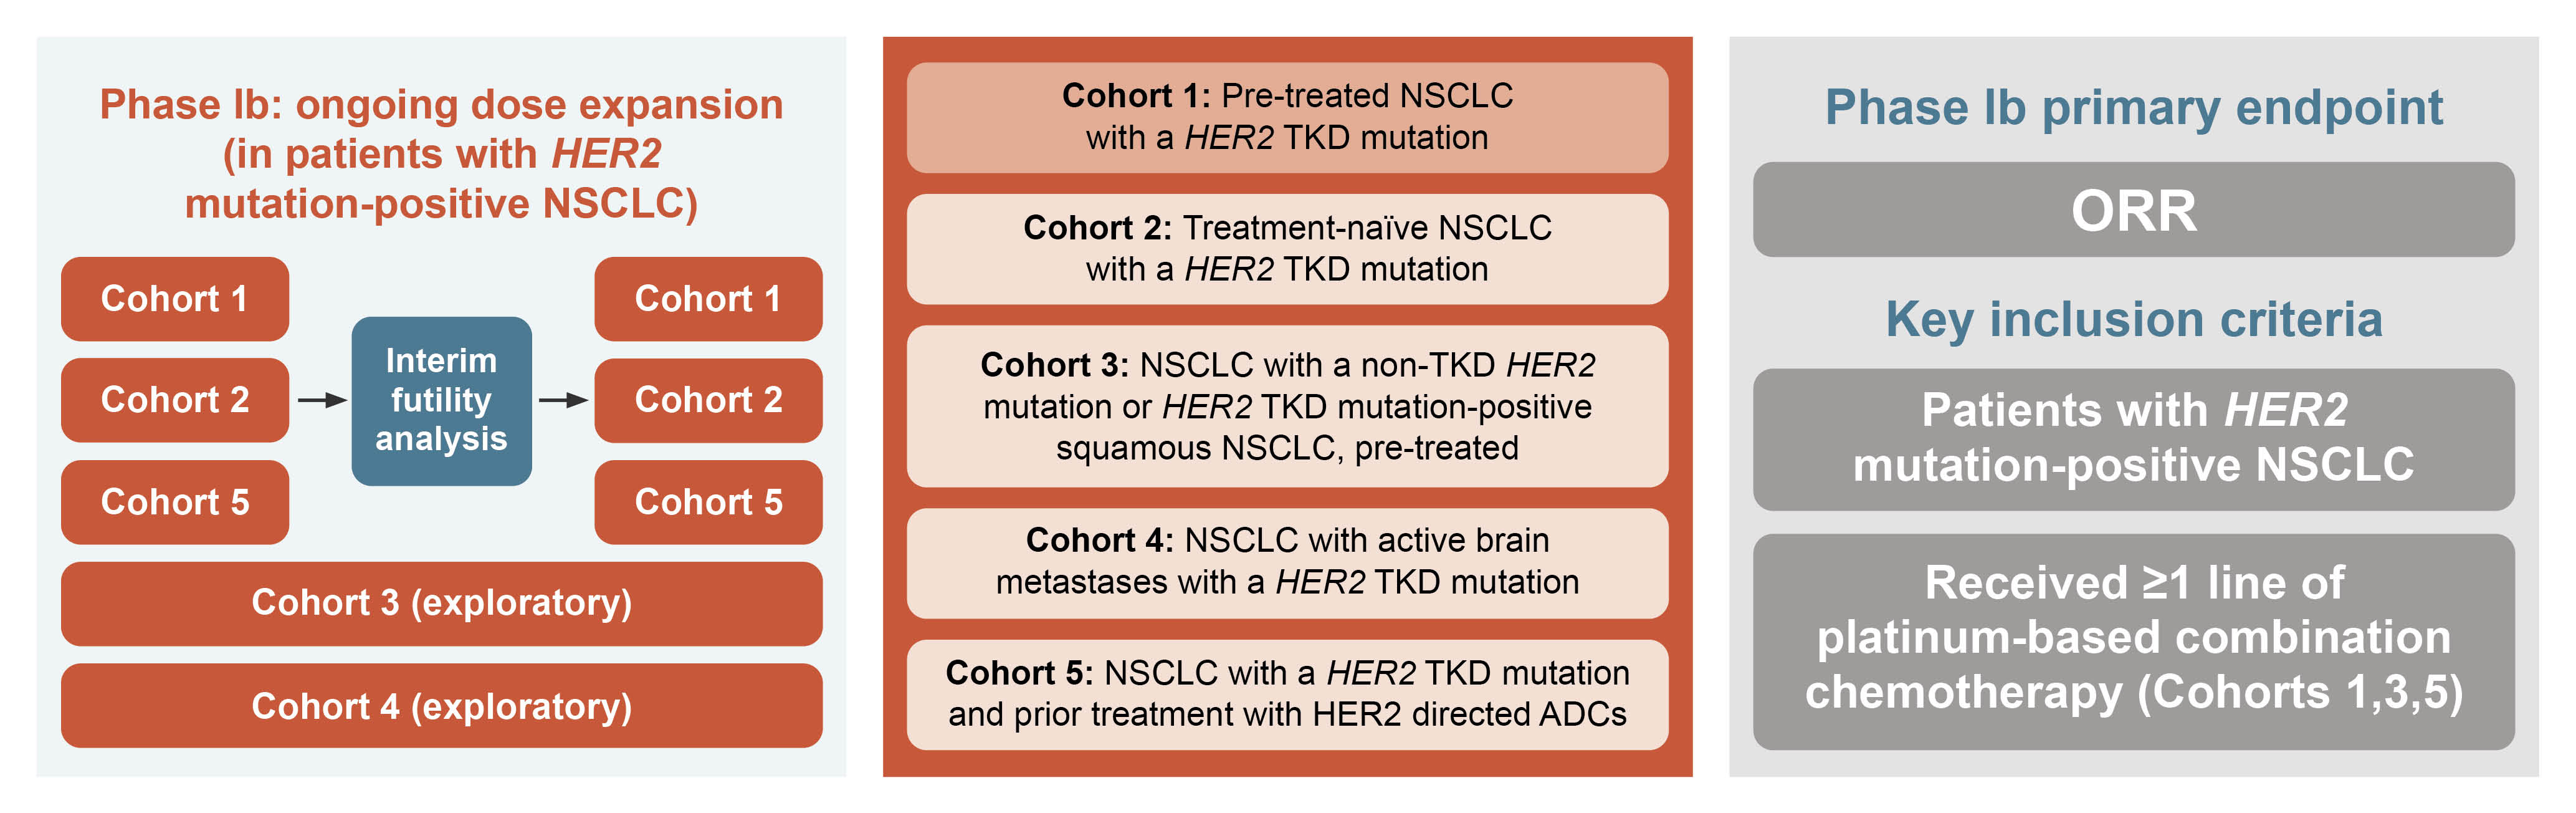 Phase Ib: ongoing dose expansion
(in patients with HER2
mutation-positive NSCLC)
Cohort 1
Cohort 2
Cohort 5
Interim
futility
analysis
Cohort 1
Cohort 2
Cohort 5
Cohort 3 (exploratory)
Cohort 4 (exploratory)
Cohort 1: Pre-treated NSCLC
with a HER2 TKD mutation
Cohort 2: Treatment-naïve NSCLC
with a HER2 TKD mutation
Cohort 3: NSCLC with a non-TKD HER2
mutation or HER2 TKD mutation-positive
squamous NSCLC, pre-treated
Cohort 4: NSCLC with active brain
metastases with a HER2 TKD mutation
Cohort 5: NSCLC with a HER2 TKD mutation
and prior treatment with HER2 directed ADCs
Phase Ib primary endpoint
ORR
Key inclusion criteria
Patients with HER2
mutation-positive NSCLC
Received ≥1 line of
platinum-based combination
chemotherapy (Cohorts 1,3,5)